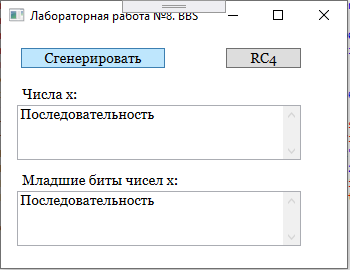 Лабораторная работа №8. BBS
Сгенерировать RC4
Числа x:
Последовательность
Младшие биты чисел x:
Последовательность